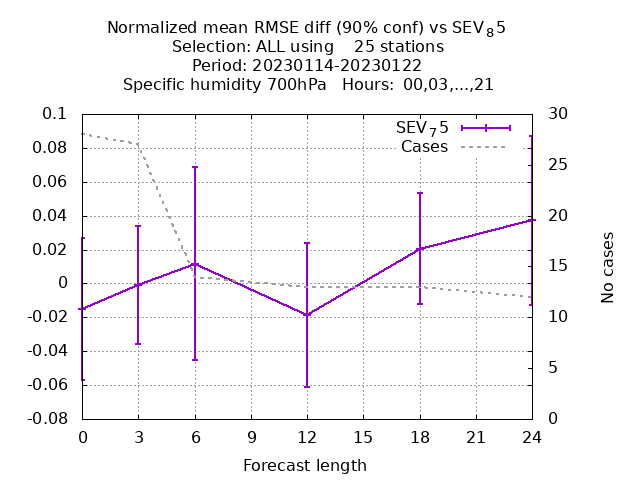 Normalized mean RMSE diff (90% conf) vs SEV₈5
Selection: ALL using    25 stations
Period: 20230114-20230122
Specific humidity 700hPa   Hours: 00,03,...,21
0.1
0.08
0.06
0.04
0.02
0
-0.02
-0.04
-0.06
-0.08
30
25
20
15
10
5
0
SEV₇5
Cases
No cases
0 3 6 9 12 15 18 21 24
Forecast length